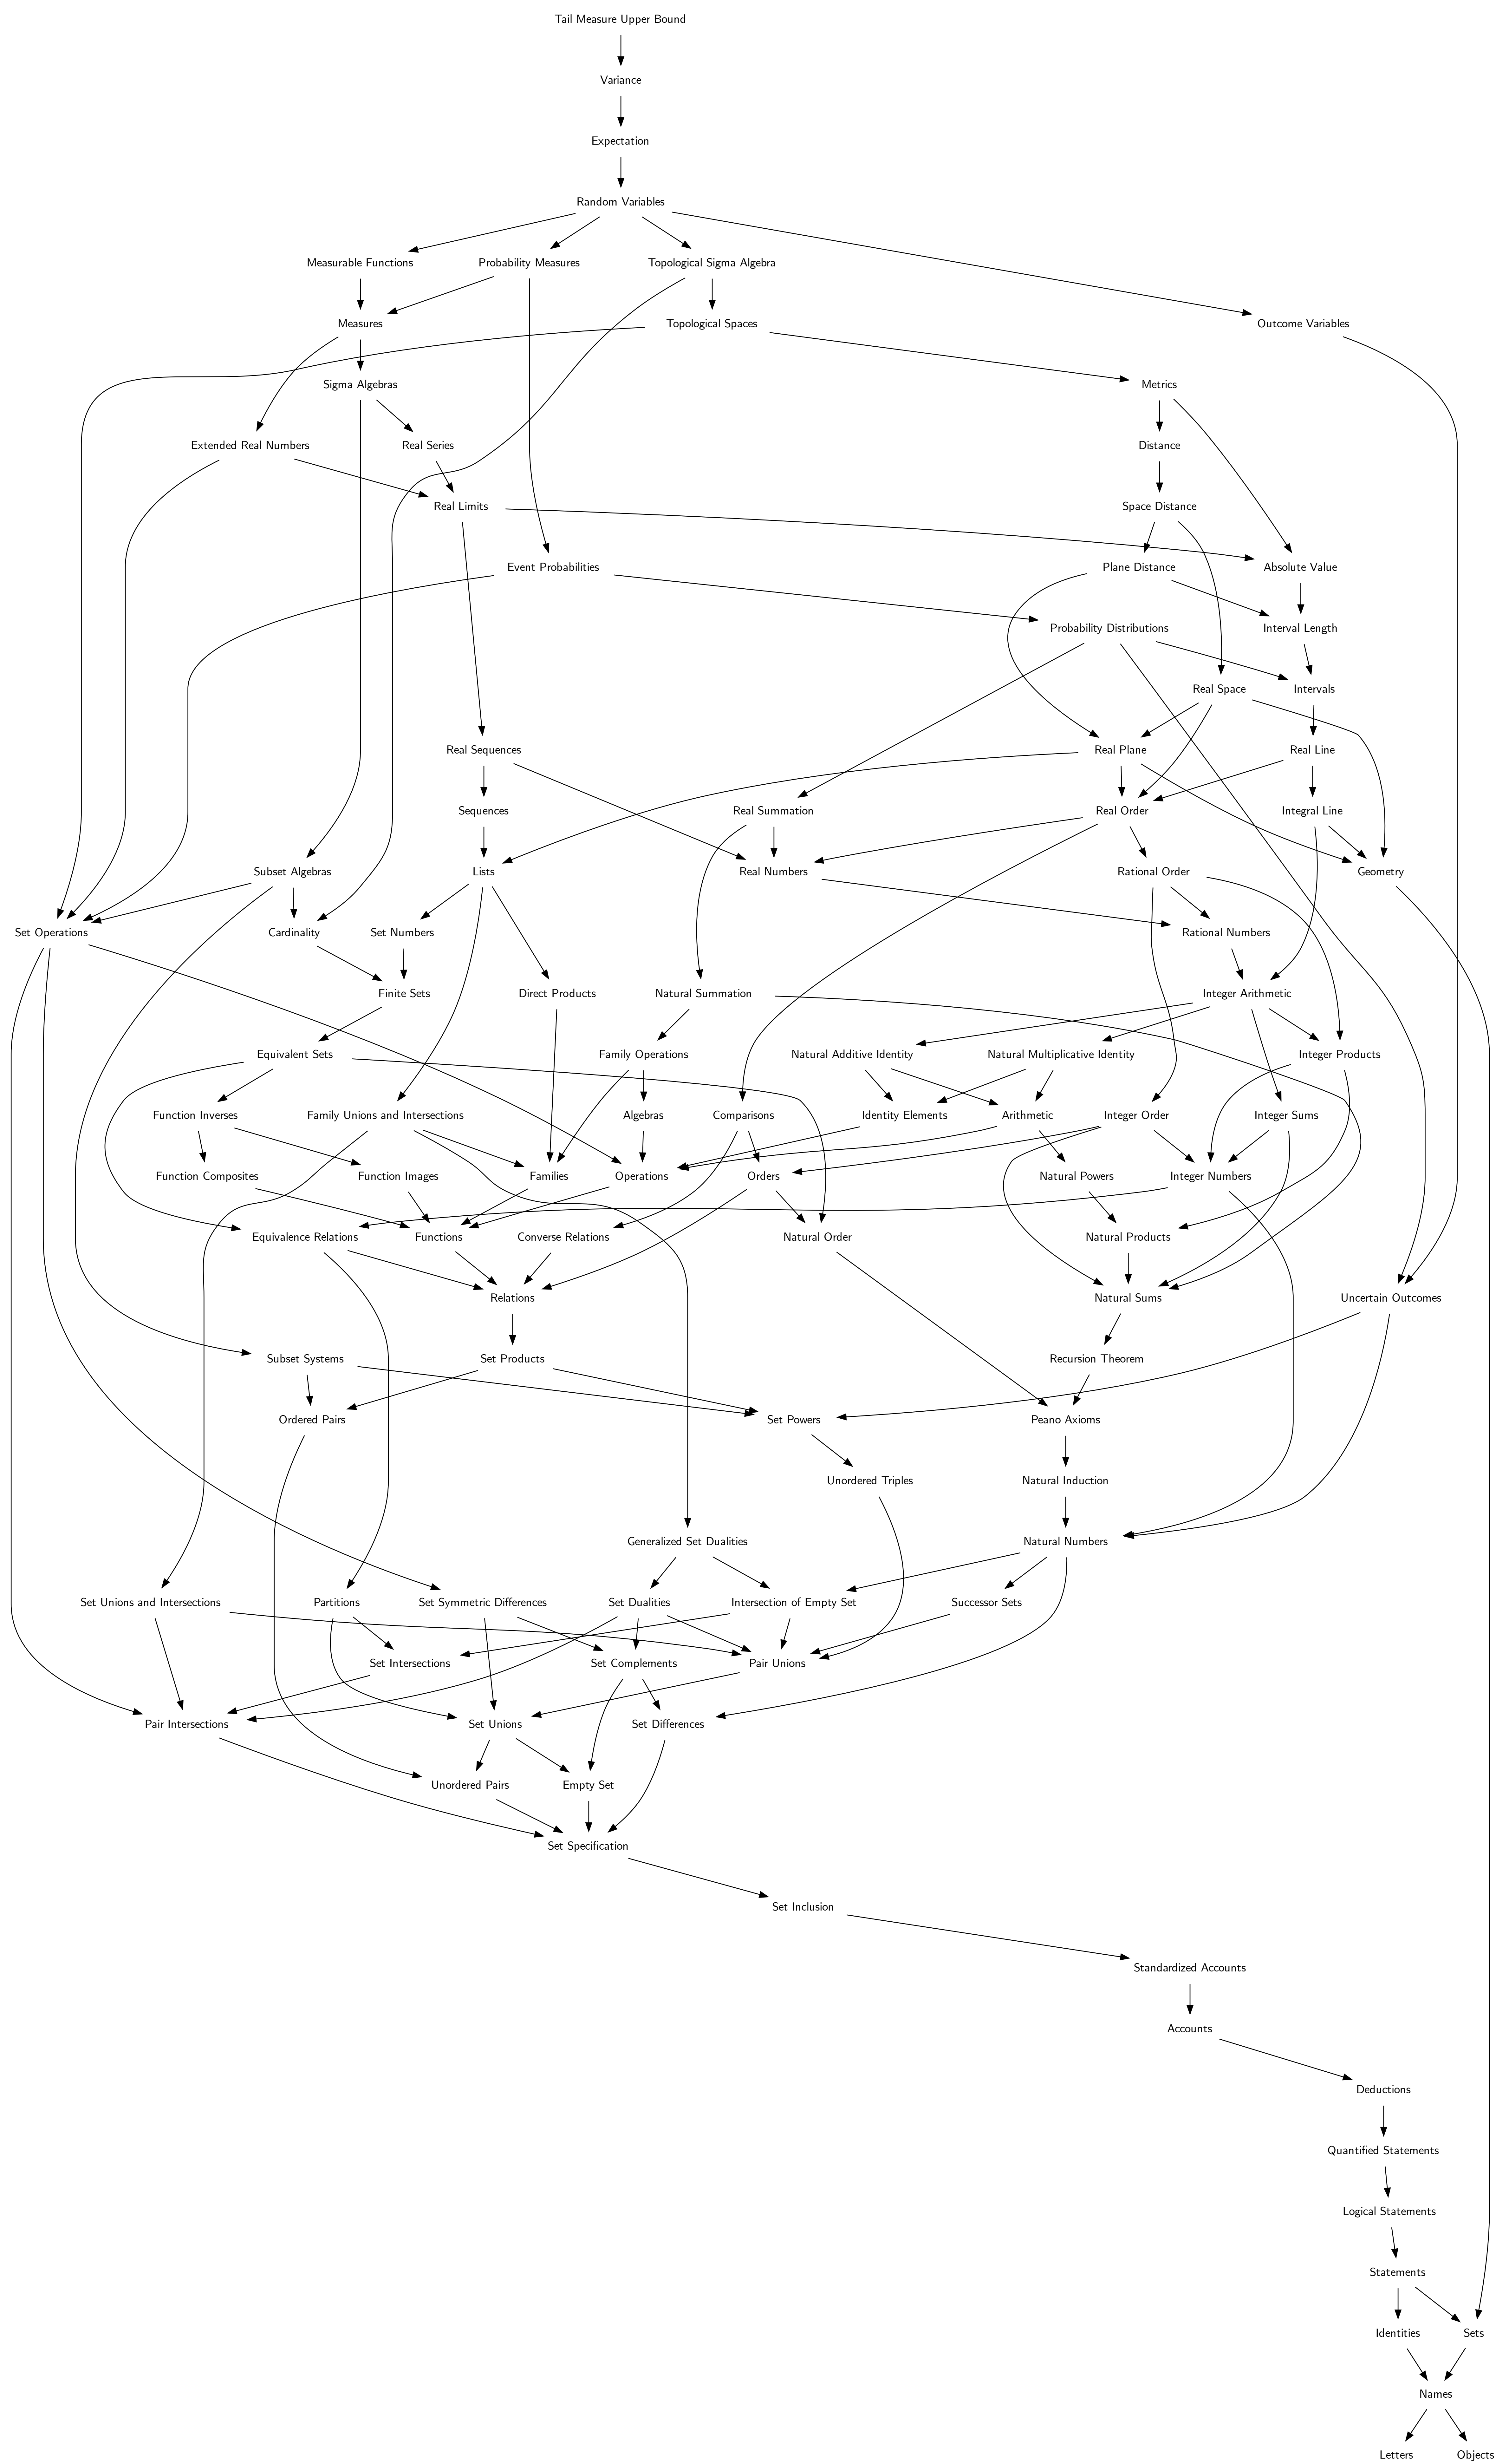 Tail Measure Upper Bound
Variance
Expectation
Random Variables
Measurable Functions
Probability Measures
Topological Sigma Algebra
Measures
Topological Spaces
Outcome Variables
Sigma Algebras
Metrics
Extended Real Numbers
Real Series
Distance
Real Limits
Space Distance
Event Probabilities
Plane Distance
Absolute Value
Probability Distributions
Interval Length
Real Space
Intervals
Real Sequences
Real Plane
Real Line
Sequences
Real Summation
Real Order
Integral Line
Subset Algebras
Lists
Real Numbers
Rational Order
Geometry
Set Operations
Cardinality
Set Numbers
Rational Numbers
Finite Sets
Direct Products
Natural Summation
Integer Arithmetic
Equivalent Sets
Family Operations
Natural Additive Identity
Natural Multiplicative Identity
Integer Products
Function Inverses
Family Unions and Intersections
Algebras
Comparisons
Identity Elements
Arithmetic
Integer Order
Integer Sums
Function Composites
Function Images
Families
Operations
Orders
Natural Powers
Integer Numbers
Equivalence Relations
Functions
Converse Relations
Natural Order
Natural Products
Relations
Natural Sums
Uncertain Outcomes
Subset Systems
Set Products
Recursion Theorem
Ordered Pairs
Set Powers
Peano Axioms
Unordered Triples
Natural Induction
Generalized Set Dualities
Natural Numbers
Set Unions and Intersections
Partitions
Set Symmetric Differences
Set Dualities
Intersection of Empty Set
Successor Sets
Set Intersections
Set Complements
Pair Unions
Pair Intersections
Set Unions
Set Differences
Unordered Pairs
Empty Set
Set Specification
Set Inclusion
Standardized Accounts
Accounts
Deductions
Quantified Statements
Logical Statements
Statements
Identities
Sets
Names
Letters
Objects